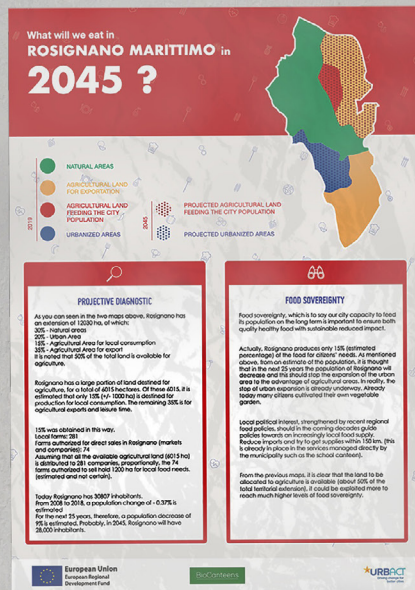 What will we eat in
ROSIGNANO MARITTIMO in
2045 ?
NATURAL AREAS
AGRICULTURAL LAND
FOR EXPORTATION
2019
AGRICULTURAL LAND
FEEDING THE CITY
POPULATION
URBANIZED AREAS
2045
PROJECTED AGRICULTURAL LAND
FEEDING THE CITY POPULATION
PROJECTED URBANIZED AREAS
PROJECTIVE DIAGNOSTIC
As you can seen in the two maps above, Rosignano has
an extension of 12030 ha, of which:
30% - Natural areas
20% - Urban Area
15% - Agricultural Area for local consumption
35% - Agricultural Area for export
It is noted that 50% of the total land is available for
agriculture.
Rosignano has a large portion of land destined for
agriculture, for a total of 6015 hectares. Of these 6015, it is
estimated that only 15% (+/- 1000 ha) is destined for
production for local consumption. The remaining 35% is for
agricultural exports and leisure time.
15% was obtained in this way.
Local farms: 281
Farms authorized for direct sales in Rosignano (markets
and companies): 74
Assuming that all the available agricultural land (6015 ha)
is distributed to 281 companies, proportionally, the 74
farms authorized to sell hold 1200 ha for local food needs.
(estimated and not certain).
Today Rosignano has 30807 inhabitants.
From 2008 to 2018, a population change of - 0.37% is
estimated
For the next 25 years, therefore, a population decrease of
9% is estimated. Probably, in 2045, Rosignano will have
28,000 inhabitants.
FOOD SOVEREIGNTY
Food sovereignty, which is to say our city capacity to feed
its population on the long term is important to ensure both
quality healthy food with sustainable reduced impact.
Actually, Rosignano produces only 15% (estimated
percentage) of the food for citizens' needs. As mentioned
above, from an estimate of the population, it is thought
that in the next 25 years the population of Rosignano will
decrease and this should stop the expansion of the urban
area to the advantage of agricultural areas. In reality, the
stop of urban expansion is already underway. Already
today many citizens cultivated their own vegetable
garden.
Local political interest, strengthened by recent regional
food policies, should in the coming decades guide
policies towards an increasingly local food supply.
Reduce imports and try to get supplies within 150 km. (this
is already in place in the services managed directly by
the municipality such as the school canteen).
From the previous maps, it is clear that the land to be
allocated to agriculture is available (about 50% of the
total territorial extension). It could be exploited more to
reach much higher levels of food sovereignty.
European Union
European Regional
Development Fund
BioCanteens
URBACT
Driving change for
better cities